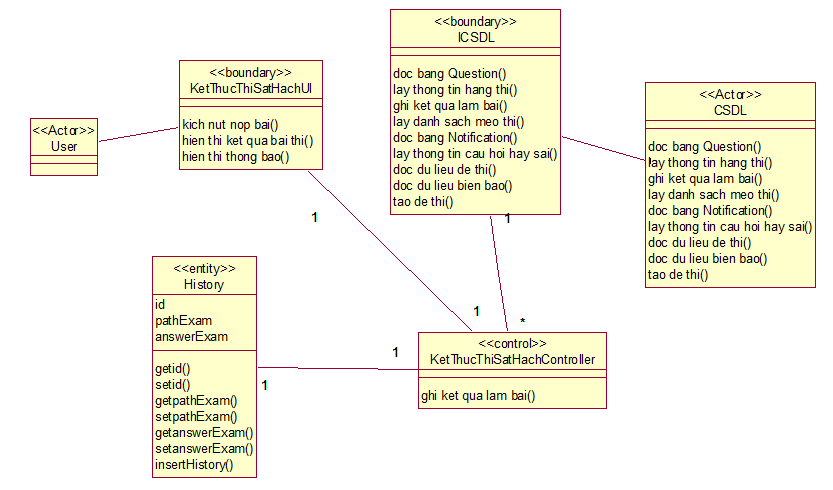 <<Actor>>
User
<<boundary>>
KetThucThiSatHachUI
kich nut nop bai()
hien thi ket qua bai thi()
hien thi thong bao()
<<boundary>>
ICSDL
doc bang Question()
lay thong tin hang thi()
ghi ket qua lam bai()
lay danh sach meo thi()
doc bang Notification()
lay thong tin cau hoi hay sai()
doc du lieu de thi()
doc du lieu bien bao()
tao de thi()
<<Actor>>
CSDL
doc bang Question()
lay thong tin hang thi()
ghi ket qua lam bai()
lay danh sach meo thi()
doc bang Notification()
lay thong tin cau hoi hay sai()
doc du lieu de thi()
doc du lieu bien bao()
tao de thi()
1
1
1
*
<<entity>>
History
id
pathExam
answerExam
getid()
setid()
getpathExam()
setpathExam()
getanswerExam()
setanswerExam()
insertHistory()
1
1
<<control>>
KetThucThiSatHachController
ghi ket qua lam bai()